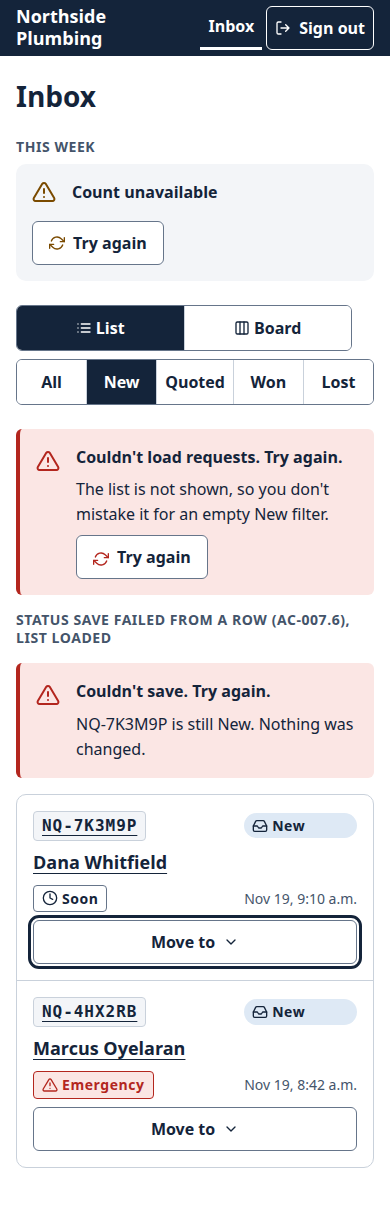 Northside
Plumbing
Inbox
Sign out
Inbox
THIS WEEK
Count unavailable
Try again
List
Board
All
New
Quoted
Won
Lost
Couldn't load requests. Try again.
The list is not shown, so you don't
mistake it for an empty New filter.
Try again
STATUS SAVE FAILED FROM A ROW (AC-007.6),
LIST LOADED
Couldn't save. Try again.
NQ-7K3M9P is still New. Nothing was
changed.
NQ-7K3M9P
New
Dana Whitfield
Soon
Nov 19, 9:10 a.m.
Move to
NQ-4HX2RB
New
Marcus Oyelaran
Emergency
Nov 19, 8:42 a.m.
Move to